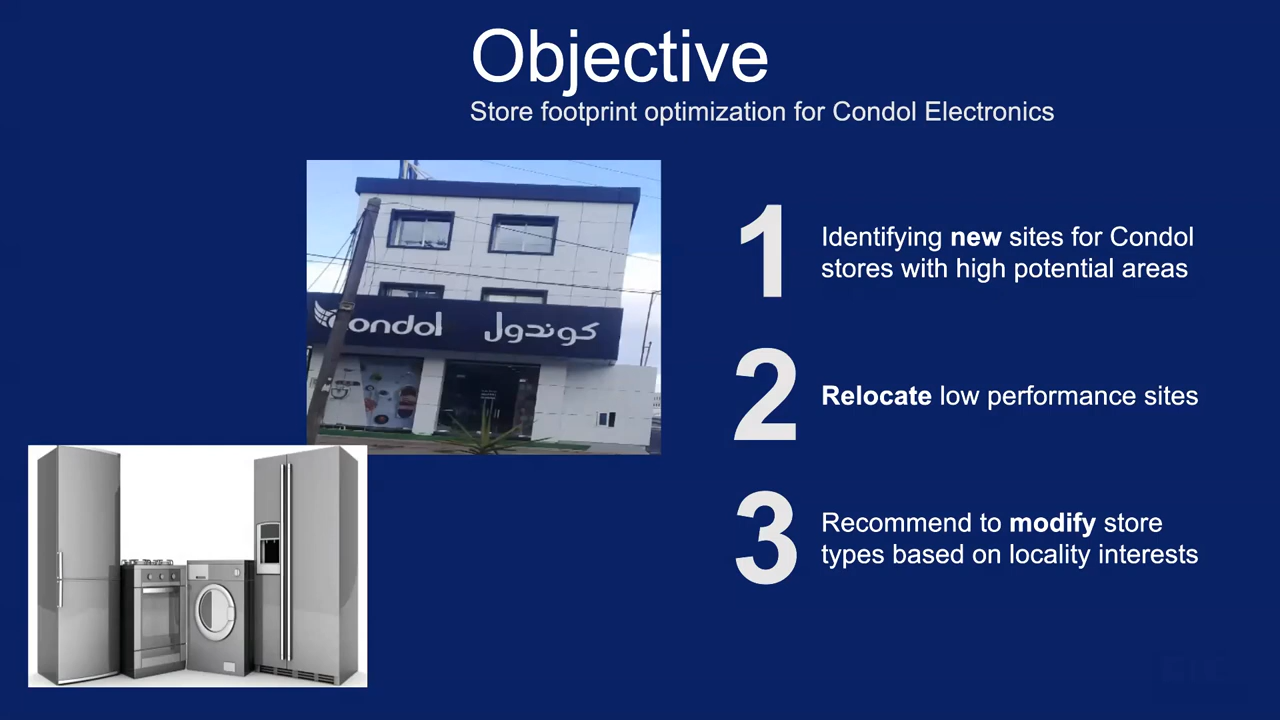 Objective
Store footprint optimization for Condol Electronics
Condol كوندول
1
Identifying new sites for Condol
stores with high potential areas
2
Relocate low performance sites
3
Recommend to modify store
types based on locality interests